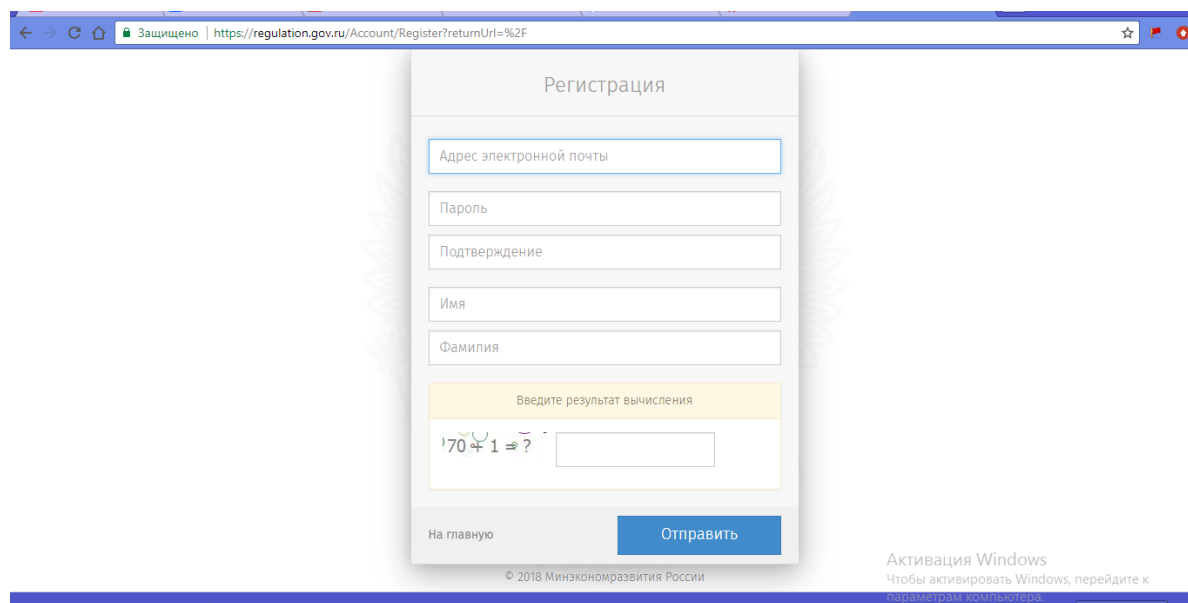 Защищено | https://regulation.gov.ru/Account/Register?returnUrl=%2F
Регистрация
Адрес электронной почты
Пароль
Подтверждение
Имя
Фамилия
Введите результат вычисления
70 + 1 = ?
На главную
Отправить
© 2018 Минэкономразвития России
Активация Windows
Чтобы активировать Windows, перейдите к
параметрам компьютера.